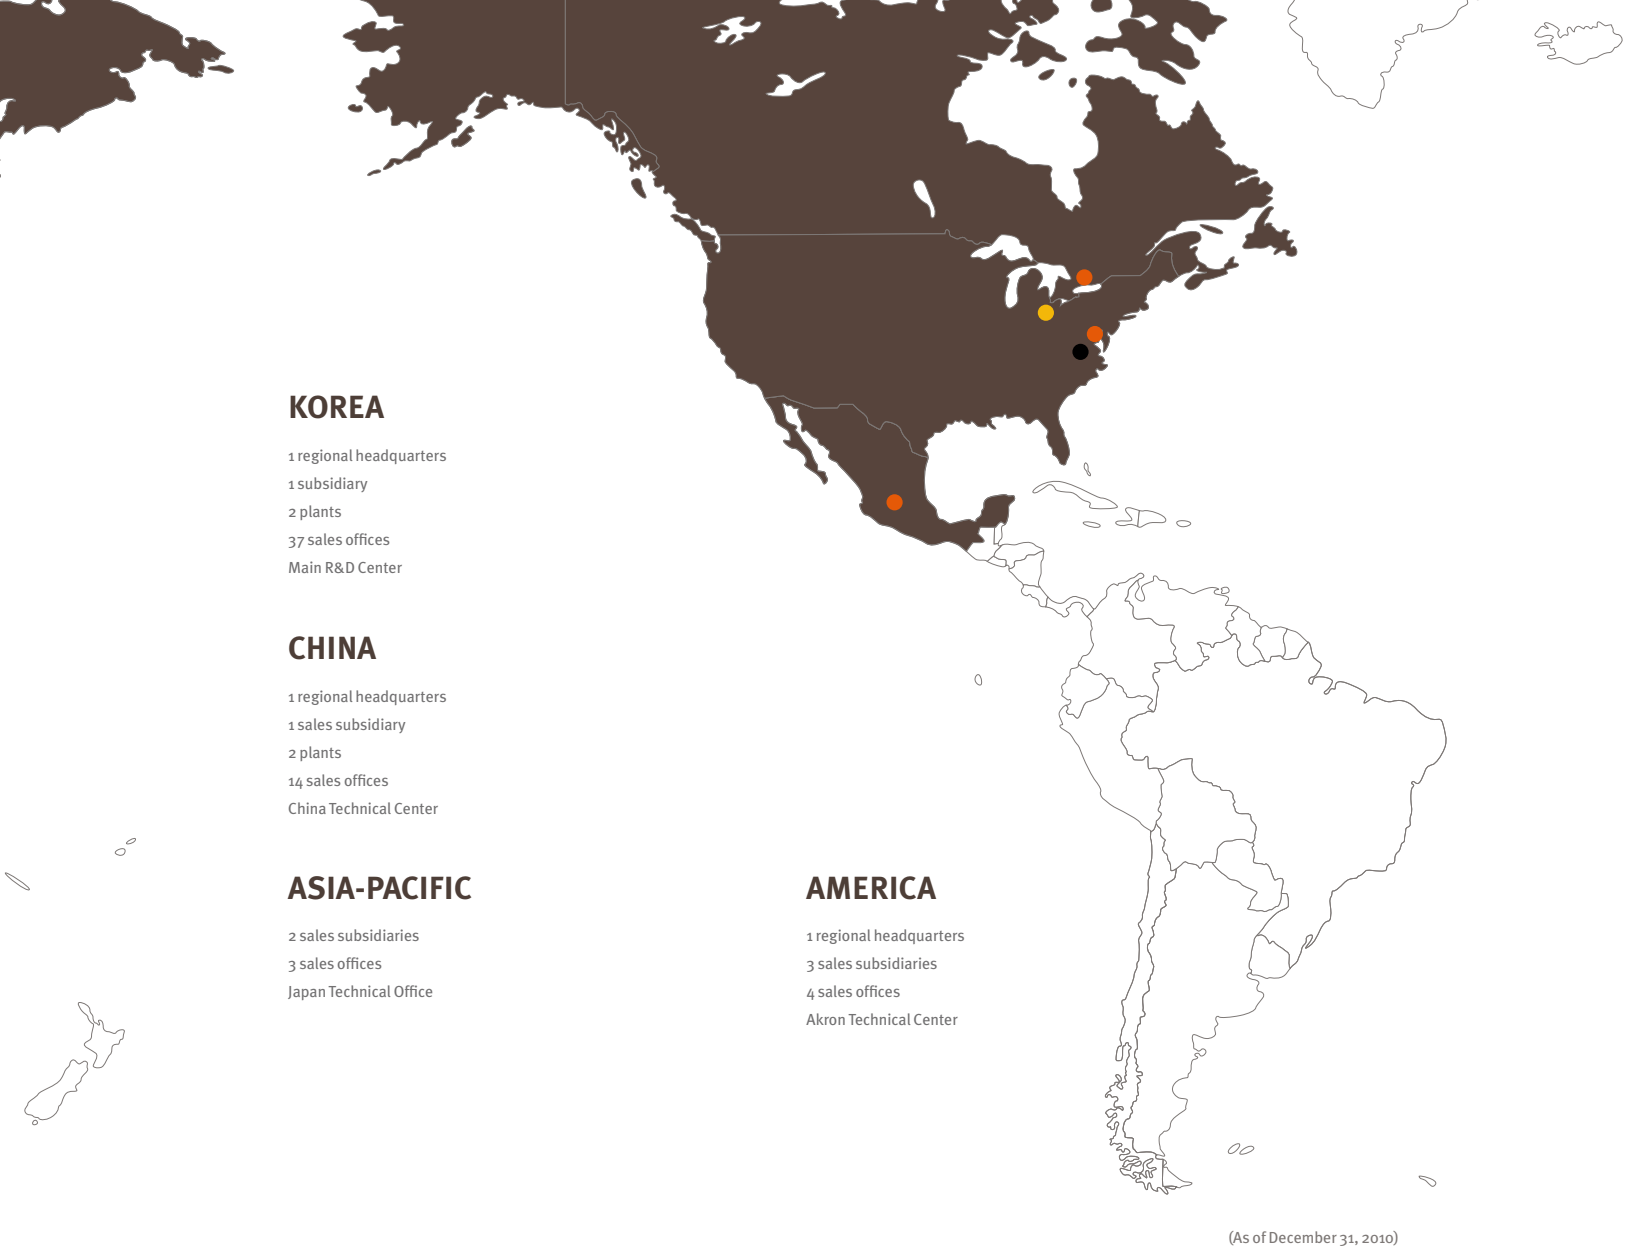 KOREA
1 regional headquarters
1 subsidiary
2 plants
37 sales offices
Main R&D Center
CHINA
1 regional headquarters
1 sales subsidiary
2 plants
14 sales offices
China Technical Center
ASIA-PACIFIC
2 sales subsidiaries
3 sales offices
Japan Technical Office
AMERICA
1 regional headquarters
3 sales subsidiaries
4 sales offices
Akron Technical Center
(As of December 31, 2010)